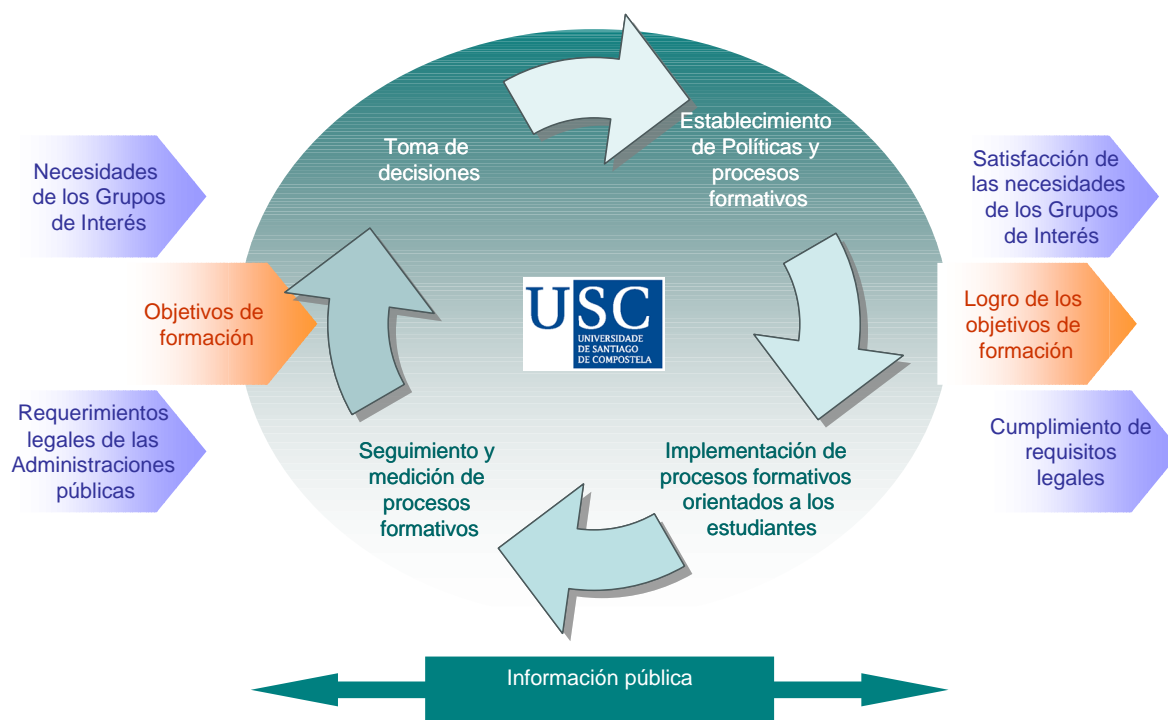 Toma de
decisiones
Establecimiento
de Políticas y
procesos
formativos
Necesidades
de los Grupos
de Interés
Objetivos de
formación
Requerimientos
legales de las
Administraciones
públicas
USC
UNIVERSIDADE
DE SANTIAGO
DE COMPOSTELA
Satisfacción de
las necesidades
de los Grupos
de Interés
Logro de los
objetivos de
formación
Cumplimiento de
requisitos
legales
Seguimiento y
medición de
procesos
formativos
Implementación de
procesos formativos
orientados a los
estudiantes
Información pública